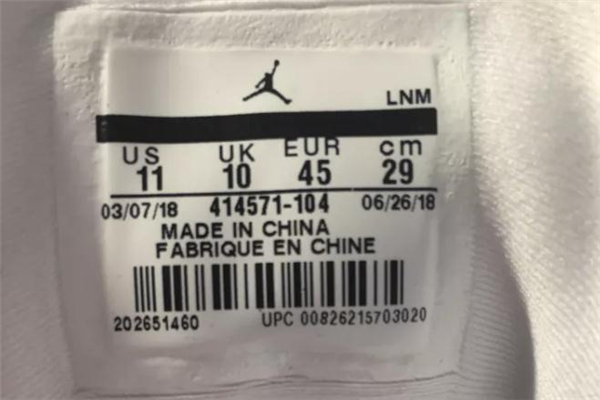 LNM
US UK EUR cm
11 10 45 29
03/07/18 414571-104 06/26/18
MADE IN CHINA
FABRIQUE EN CHINE
202651460 UPC 00826215703020